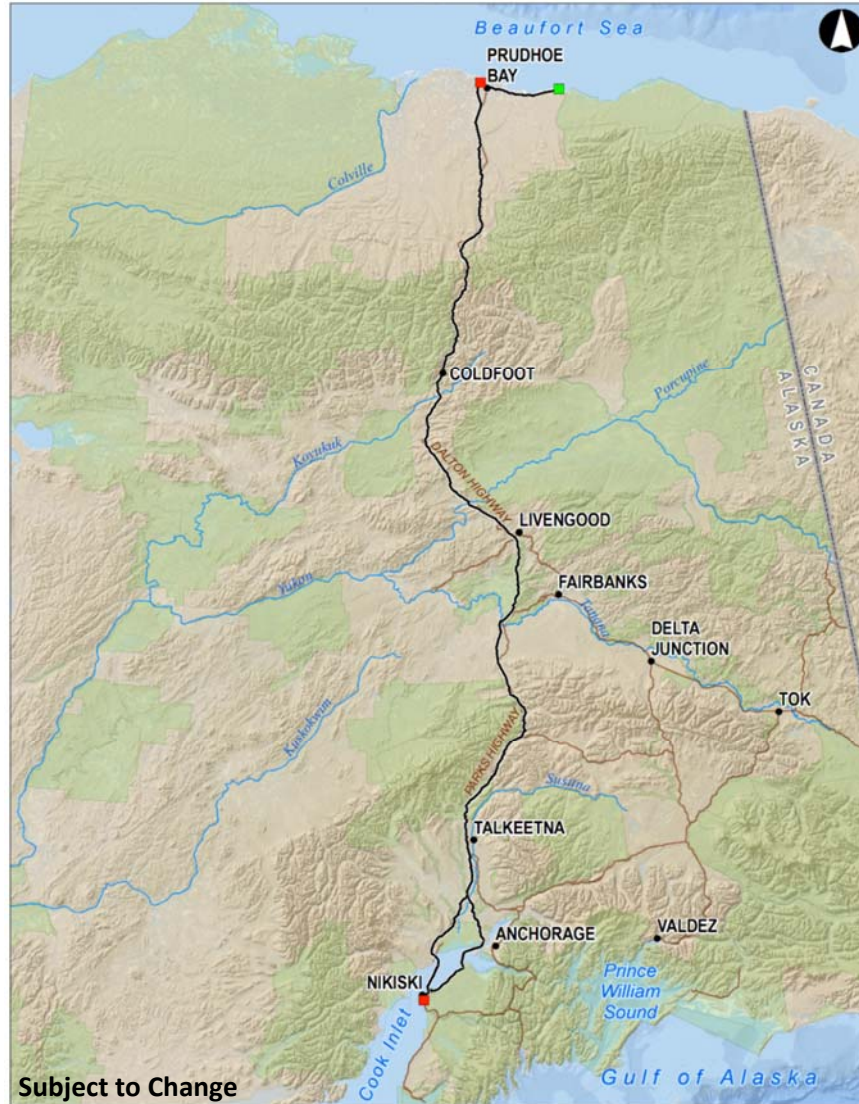 Beaufort Sea
PRUDHOE
BAY
Colville
COLDFOOT
Porcupine
CANADA
ALASKA
Koyukuk
DALTON HIGHWAY
LIVENGOOD
Yukon
FAIRBANKS
Tanana
DELTA
JUNCTION
TOK
Kuskokwim
PARKS HIGHWAY
Susitna
TALKEETNA
ANCHORAGE
VALDEZ
NIKISKI
Prince
William
Sound
Cook Inlet
Gulf of Alaska
Subject to Change